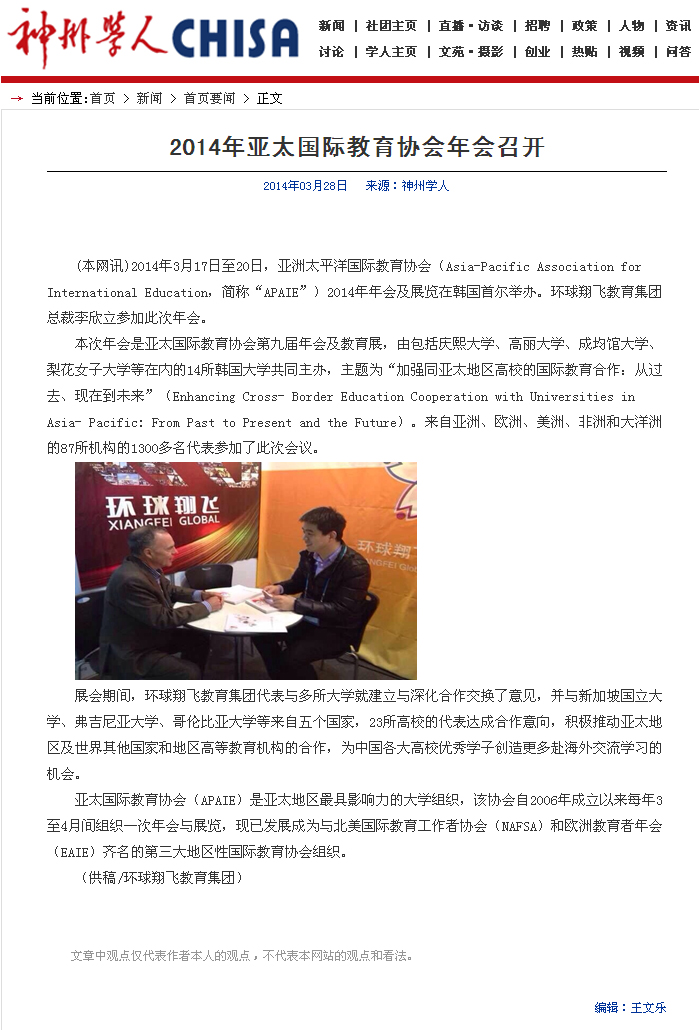 神州学人 CHISA
新闻 | 社团主页 | 直播·访谈 | 招聘 | 政策 | 人物 | 资讯
讨论 | 学人主页 | 文苑·摄影 | 创业 | 热贴 | 视频 | 问答
→ 当前位置:首页 > 新闻 > 首页要闻 > 正文
2014年亚太国际教育协会年会召开
2014年03月28日 来源：神州学人
(本网讯)2014年3月17日至20日，亚洲太平洋国际教育协会（Asia-Pacific Association for
International Education，简称“APAIE”）2014年年会及展览在韩国首尔举办。环球翔飞教育集团
总裁李欣立参加此次年会。
本次年会是亚太国际教育协会第九届年会及教育展，由包括庆熙大学、高丽大学、成均馆大学、
梨花女子大学等在内的14所韩国大学共同主办，主题为“加强同亚太地区高校的国际教育合作：从过
去、现在到未来”（Enhancing Cross- Border Education Cooperation with Universities in
Asia- Pacific: From Past to Present and the Future）。来自亚洲、欧洲、美洲、非洲和大洋洲
的87所机构的1300多名代表参加了此次会议。
环球翔飞
XIANGFEI GLOBAL
环球翔飞
XIANGFEI Global
展会期间，环球翔飞教育集团代表与多所大学就建立与深化合作交换了意见，并与新加坡国立大
学、弗吉尼亚大学、哥伦比亚大学等来自五个国家，23所高校的代表达成合作意向，积极推动亚太地
区及世界其他国家和地区高等教育机构的合作，为中国各大高校优秀学子创造更多赴海外交流学习的
机会。
亚太国际教育协会（APAIE）是亚太地区最具影响力的大学组织，该协会自2006年成立以来每年3
至4月间组织一次年会与展览，现已发展成为与北美国际教育工作者协会（NAFSA）和欧洲教育者年会
（EAIE）齐名的第三大地区性国际教育协会组织。
（供稿/环球翔飞教育集团）
文章中观点仅代表作者本人的观点，不代表本网站的观点和看法。
编辑：王文乐